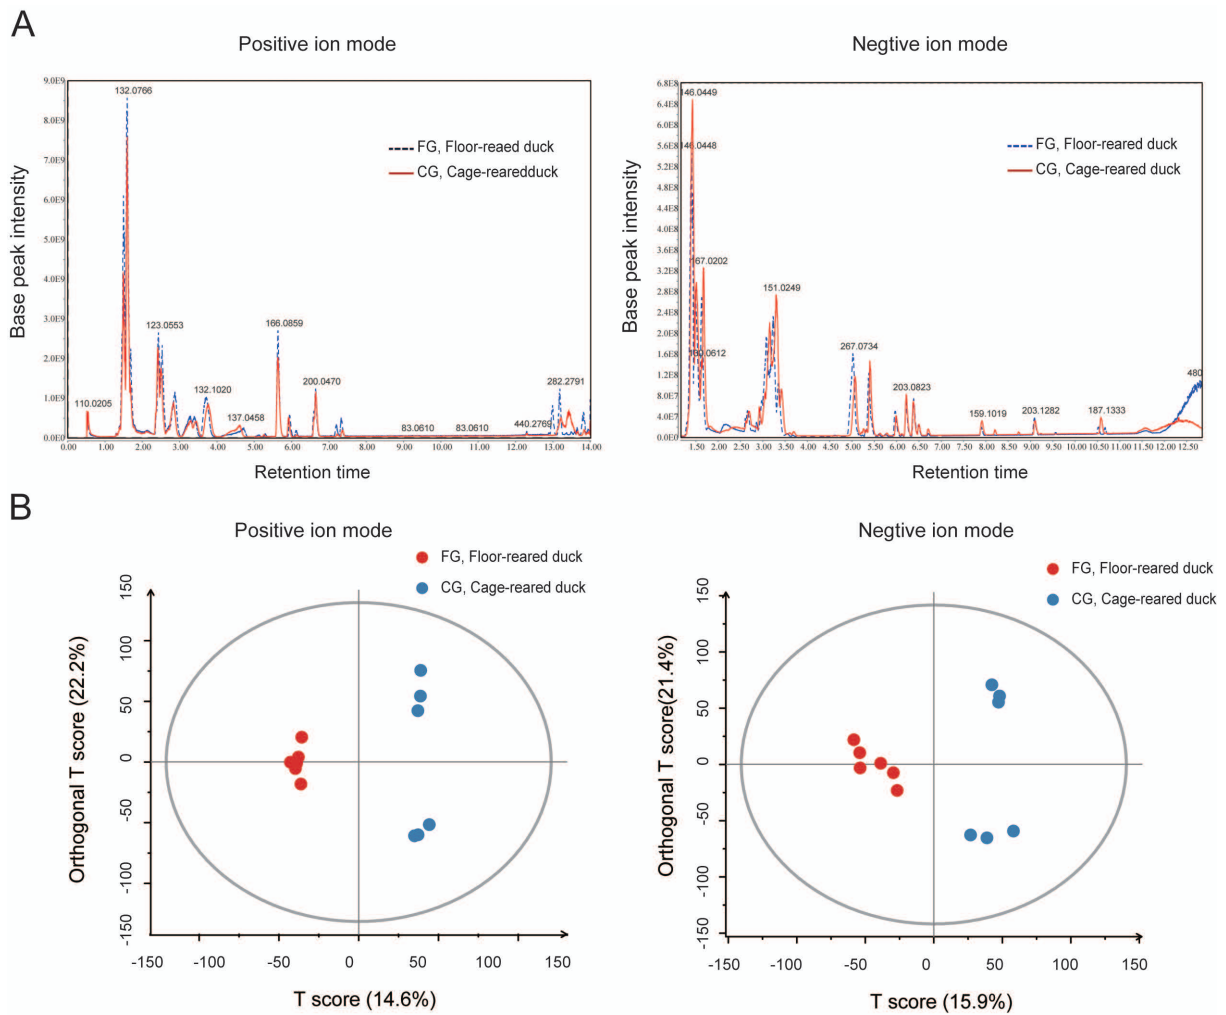 A
Positive ion mode
Negtive ion mode
9.0E9
8.0E9
7.0E9
6.0E9
5.0E9
4.0E9
3.0E9
2.0E9
1.0E9
0.0E0
Base peak intensity
132.0766
123.0553
110.0205
132.1020
137.0458
166.0859
200.0470
83.0610
83.0610
440.2769
282.2791
FG, Floor-reaed duck
CG, Cage-rearedduck
0.00 1.00 2.00 3.00 4.00 5.00 6.00 7.00 8.00 9.00 10.00 11.00 12.00 13.00 14.00
Retention time
6.8E8
6.4E8
6.0E8
5.6E8
5.2E8
4.8E8
4.4E8
4.0E8
3.6E8
3.2E8
2.8E8
2.4E8
2.0E8
1.6E8
1.2E8
8.0E7
4.0E7
0.0E0
Base peak intensity
146.0449
146.0448
167.0202
151.0249
267.0734
203.0823
159.1019
203.1282
187.1333
480
FG, Floor-reared duck
CG, Cage-reared duck
1.50 2.00 2.50 3.00 3.50 4.00 4.50 5.00 5.50 6.00 6.50 7.00 7.50 8.00 8.50 9.00 9.50 10.00 10.50 11.00 11.50 12.00 12.50
Retention time
B
Positive ion mode
FG, Floor-reared duck
CG, Cage-reared duck
Orthogonal T score (22.2%)
150
100
50
0
-50
-100
-150
-150 -100 -50 0 50 100 150
T score (14.6%)
Negtive ion mode
FG, Floor-reared duck
CG, Cage-reared duck
Orthogonal T score(21.4%)
150
100
50
0
-50
-100
-150
-150 -100 -50 0 50 100 150
T score (15.9%)